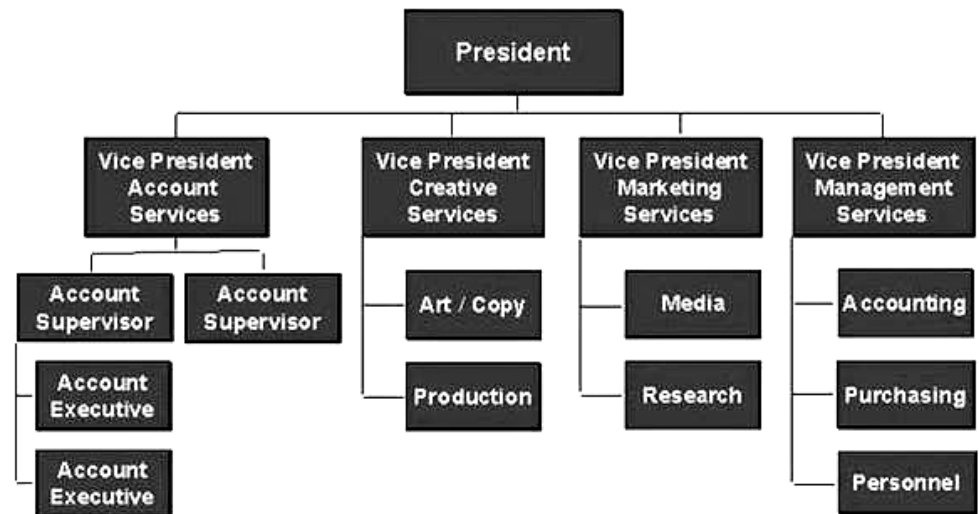 President
Vice President
Account
Services
Vice President
Creative
Services
Vice President
Marketing
Services
Vice President
Management
Services
Account
Supervisor
Account
Supervisor
Art / Copy
Media
Accounting
Account
Executive
Production
Research
Purchasing
Account
Executive
Personnel